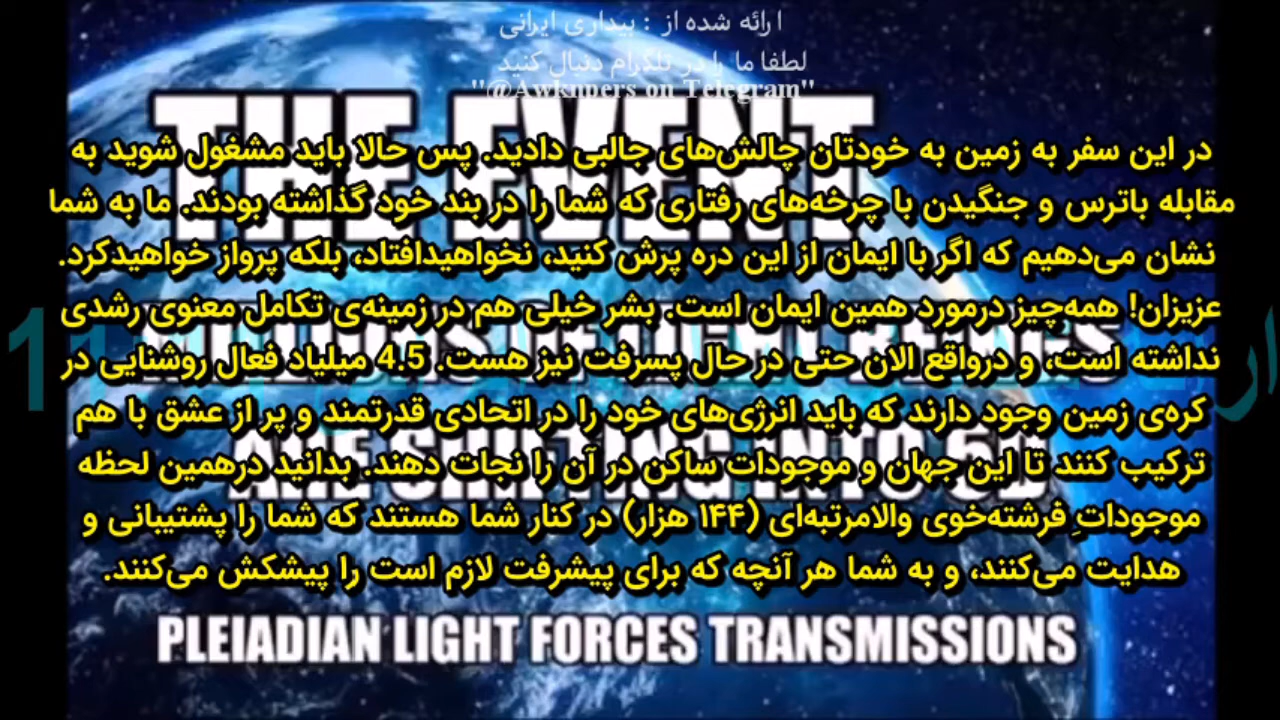 ارائه شده از : بیداری ایرانی
لطفا ما را در تلگرام دنبال کنید
"@Awknpers on Telegram"
THE EVENT
در این سفر به زمین به خودتان چالش‌های جالبی دادید. پس حالا باید مشغول شوید به
مقابله باترس و جنگیدن با چرخه‌های رفتاری که شما را در بند خود گذاشته بودند. ما به شما
نشان می‌دهیم که اگر با ایمان از این دره پرش کنید، نخواهیدافتاد، بلکه پرواز خواهیدکرد.
عزیزان! همه‌چیز درمورد همین ایمان است. بشر خیلی هم در زمینه‌ی تکامل معنوی رشدی
نداشته است، و درواقع الان حتی در حال پسرفت نیز هست. 4.5 میلیاد فعال روشنایی در
کره‌ی زمین وجود دارند که باید انرژی‌های خود را در اتحادی قدرتمند و پر از عشق با هم
ترکیب کنند تا این جهان و موجودات ساکن در آن را نجات دهند. بدانید درهمین لحظه
موجوداتِ فرشته‌خوی والامرتبه‌ای (۱۴۴ هزار) در کنار شما هستند که شما را پشتیبانی و
هدایت می‌کنند، و به شما هر آنچه که برای پیشرفت لازم است را پیشکش می‌کنند.
ARE SHIFTING INTO 5D
PLEIADIAN LIGHT FORCES TRANSMISSIONS